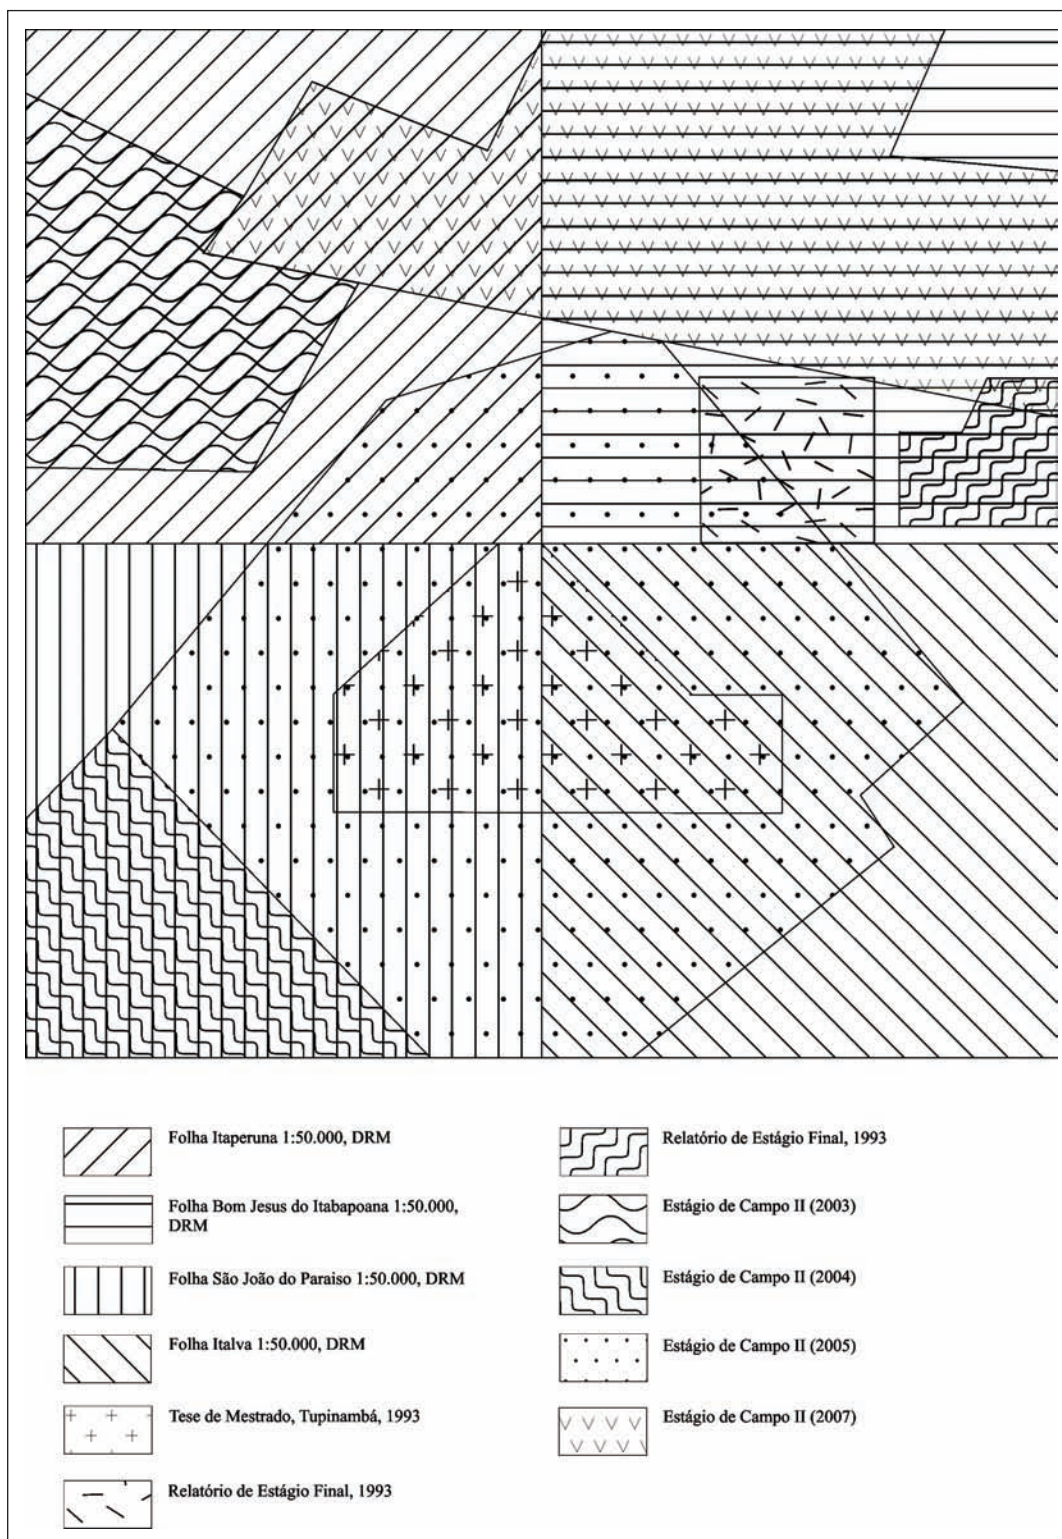 Folha Itaperuna 1:50.000, DRM
Folha Bom Jesus do Itabapoana 1:50.000,
DRM
Folha São João do Paraiso 1:50.000, DRM
Folha Italva 1:50.000, DRM
Tese de Mestrado, Tupinambá, 1993
Relatório de Estágio Final, 1993
Relatório de Estágio Final, 1993
Estágio de Campo II (2003)
Estágio de Campo II (2004)
Estágio de Campo II (2005)
Estágio de Campo II (2007)